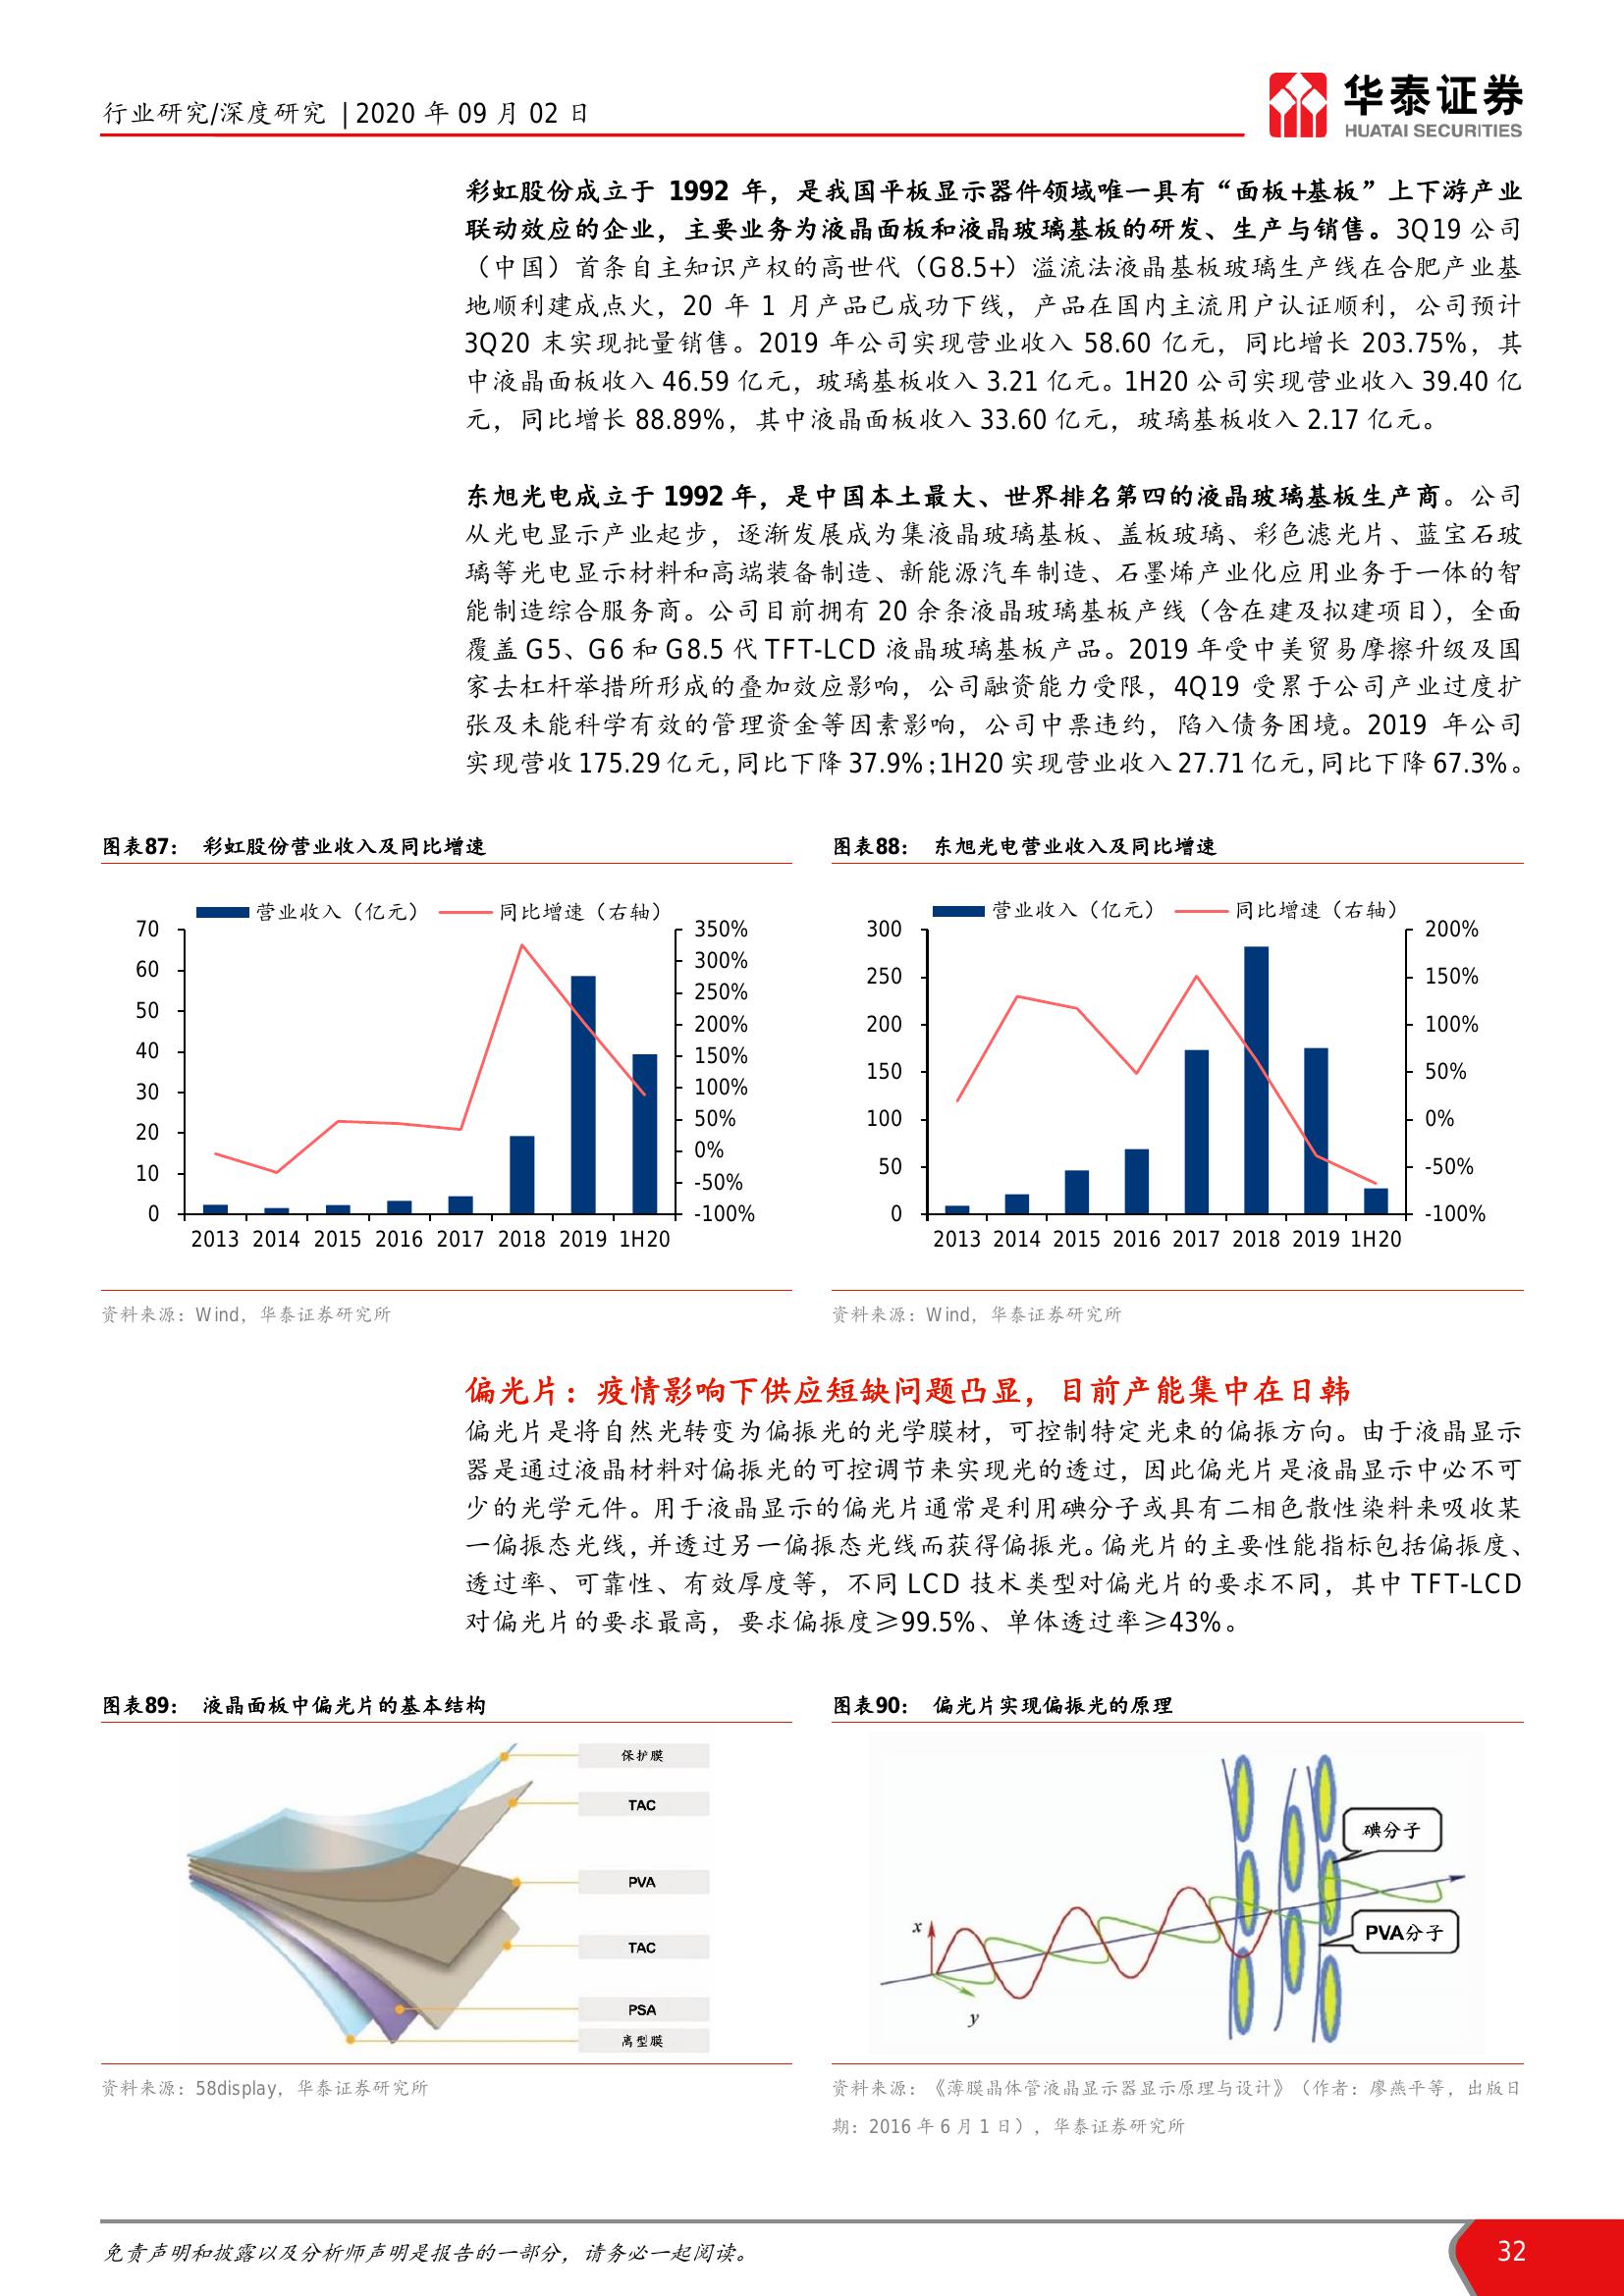 行业研究/深度研究 | 2020 年 09 月 02 日
华泰证券
HUATAI SECURITIES
彩虹股份成立于 1992 年，是我国平板显示器件领域唯一具有“面板+基板”上下游产业
联动效应的企业，主要业务为液晶面板和液晶玻璃基板的研发、生产与销售。3Q19 公司
（中国）首条自主知识产权的高世代（G8.5+）溢流法液晶基板玻璃生产线在合肥产业基
地顺利建成点火，20 年 1 月产品已成功下线，产品在国内主流用户认证顺利，公司预计
3Q20 末实现批量销售。2019 年公司实现营业收入 58.60 亿元，同比增长 203.75%，其
中液晶面板收入 46.59 亿元，玻璃基板收入 3.21 亿元。1H20 公司实现营业收入 39.40 亿
元，同比增长 88.89%，其中液晶面板收入 33.60 亿元，玻璃基板收入 2.17 亿元。
东旭光电成立于 1992 年，是中国本土最大、世界排名第四的液晶玻璃基板生产商。公司
从光电显示产业起步，逐渐发展成为集液晶玻璃基板、盖板玻璃、彩色滤光片、蓝宝石玻
璃等光电显示材料和高端装备制造、新能源汽车制造、石墨烯产业化应用业务于一体的智
能制造综合服务商。公司目前拥有 20 余条液晶玻璃基板产线（含在建及拟建项目），全面
覆盖 G5、G6 和 G8.5 代 TFT-LCD 液晶玻璃基板产品。2019 年受中美贸易摩擦升级及国
家去杠杆举措所形成的叠加效应影响，公司融资能力受限，4Q19 受累于公司产业过度扩
张及未能科学有效的管理资金等因素影响，公司中票违约，陷入债务困境。2019 年公司
实现营收 175.29 亿元，同比下降 37.9%；1H20 实现营业收入 27.71 亿元，同比下降 67.3%。
图表87： 彩虹股份营业收入及同比增速
营业收入（亿元） 同比增速（右轴）
70 350%
60 300%
50 250%
40 200%
30 150%
20 100%
10 50%
0 0%
-50%
-100%
2013 2014 2015 2016 2017 2018 2019 1H20
资料来源：Wind，华泰证券研究所
图表88： 东旭光电营业收入及同比增速
营业收入（亿元） 同比增速（右轴）
300 200%
250 150%
200 100%
150 50%
100 0%
50 -50%
0 -100%
2013 2014 2015 2016 2017 2018 2019 1H20
资料来源：Wind，华泰证券研究所
偏光片：疫情影响下供应短缺问题凸显，目前产能集中在日韩
偏光片是将自然光转变为偏振光的光学膜材，可控制特定光束的偏振方向。由于液晶显示
器是通过液晶材料对偏振光的可控调节来实现光的透过，因此偏光片是液晶显示中必不可
少的光学元件。用于液晶显示的偏光片通常是利用碘分子或具有二相色散性染料来吸收某
一偏振态光线，并透过另一偏振态光线而获得偏振光。偏光片的主要性能指标包括偏振度、
透过率、可靠性、有效厚度等，不同 LCD 技术类型对偏光片的要求不同，其中 TFT-LCD
对偏光片的要求最高，要求偏振度≥99.5%、单体透过率≥43%。
图表89： 液晶面板中偏光片的基本结构
保护膜
TAC
PVA
TAC
PSA
离型膜
资料来源：58display，华泰证券研究所
图表90： 偏光片实现偏振光的原理
碘分子
PVA分子
x
y
资料来源：《薄膜晶体管液晶显示器显示原理与设计》（作者：廖燕平等，出版日
期：2016 年 6 月 1 日），华泰证券研究所
免责声明和披露以及分析师声明是报告的一部分，请务必一起阅读。
32